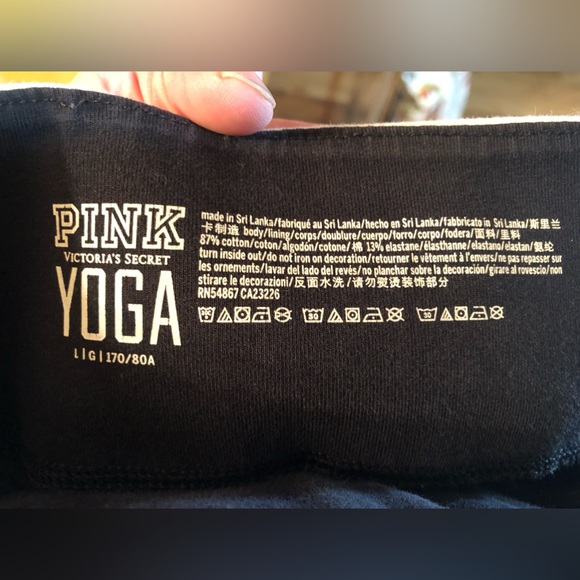 PINK
VICTORIA'S SECRET
YOGA
L|G|170/80A
made in Sri Lanka/fabriqué au Sri Lanka/hecho en Sri Lanka/fabbricato in Sri Lanka/斯里兰
卡制造 body/lining/corps/doublure/cuerpo/forro/corpo/fodera/面料/里料
87% cotton/coton/algodón/cotone/棉 13% elastane/élasthanne/elastano/elastan/氨纶
turn inside out/do not iron on decoration/retourner le vêtement à l'envers/ne pas repasser sur
les ornements/lavar del lado del revés/no planchar sobre la decoración/girare al rovescio/non
stirare le decorazioni/反面水洗/请勿熨烫装饰部分
RN54867 CA23226
30 30